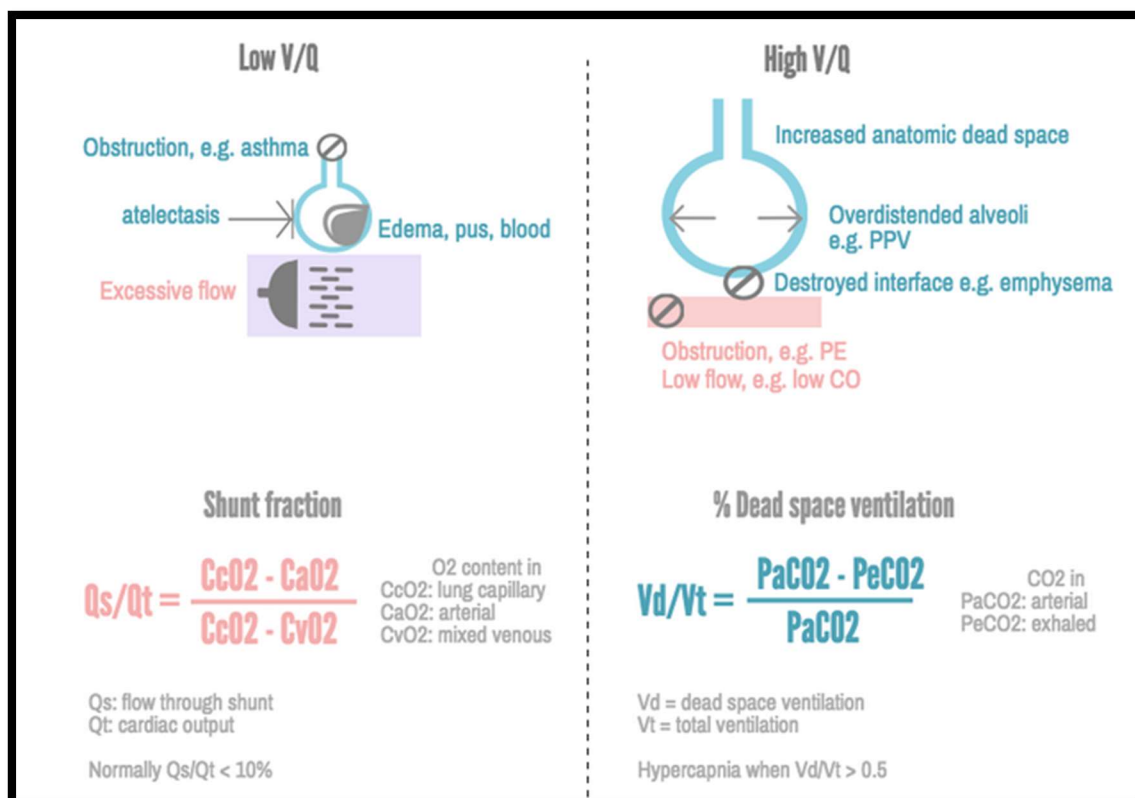 Low V/Q
Obstruction, e.g. asthma
atelectasis
Edema, pus, blood
Excessive flow
Shunt fraction
Qs/Qt = CcO2 - CaO2
CcO2 - CvO2
O2 content in
CcO2: lung capillary
CaO2: arterial
CvO2: mixed venous
Qs: flow through shunt
Qt: cardiac output
Normally Qs/Qt < 10%
High V/Q
Increased anatomic dead space
Overdistended alveoli
e.g. PPV
Destroyed interface e.g. emphysema
Obstruction, e.g. PE
Low flow, e.g. low CO
% Dead space ventilation
Vd/Vt = PaCO2 - PeCO2
PaCO2
CO2 in
PaCO2: arterial
PeCO2: exhaled
Vd = dead space ventilation
Vt = total ventilation
Hypercapnia when Vd/Vt > 0.5